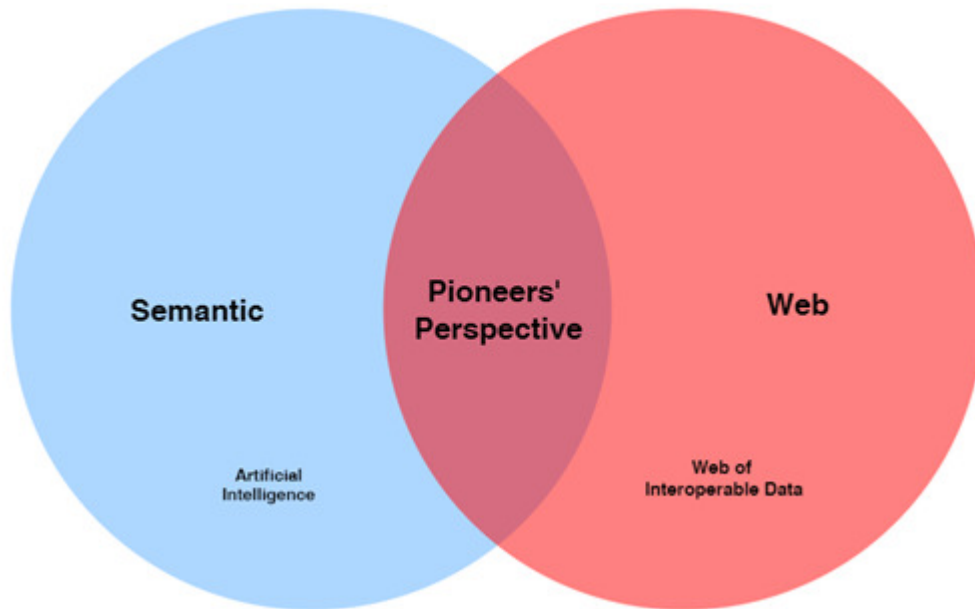 Semantic
Pioneers'
Perspective
Web
Artificial
Intelligence
Web of
Interoperable Data